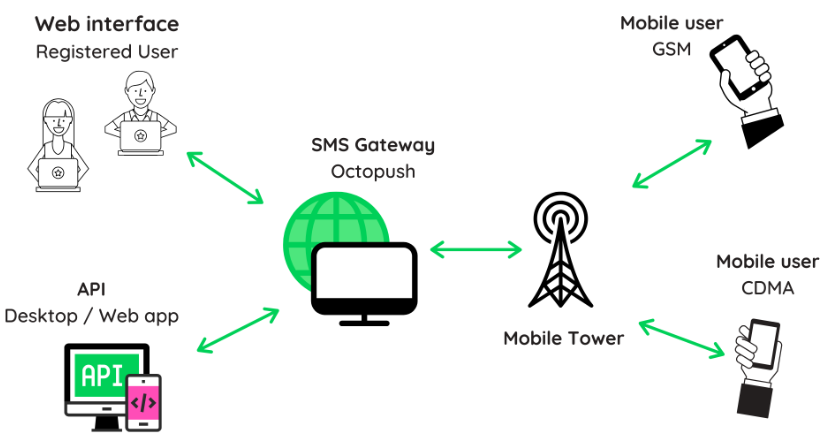 Web interface
Registered User
Mobile user
GSM
SMS Gateway
Octopush
Mobile user
CDMA
API
Desktop / Web app
Mobile Tower
API
</>